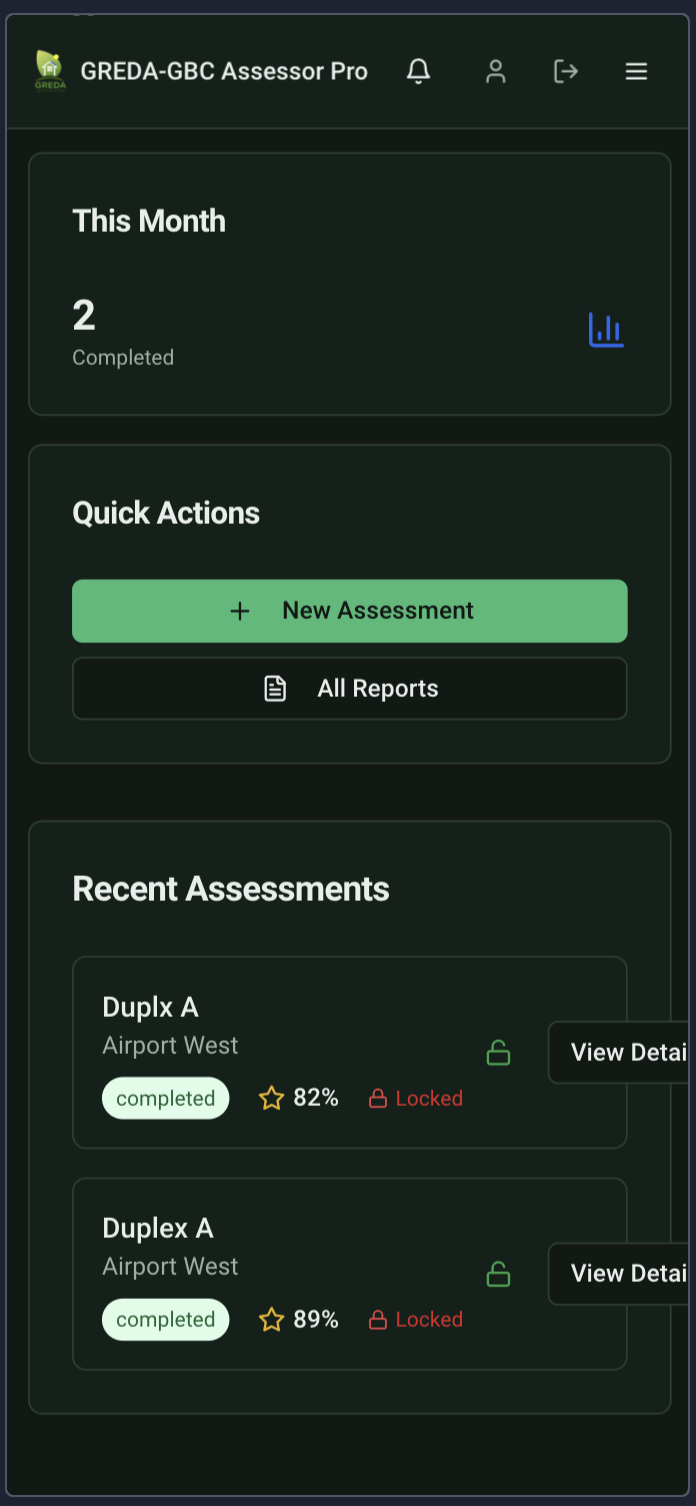 GREDA
GREDA-GBC Assessor Pro
This Month
2
Completed
Quick Actions
New Assessment
All Reports
Recent Assessments
Duplx A
Airport West
View Detai
completed
82%
Locked
Duplex A
Airport West
View Detai
completed
89%
Locked